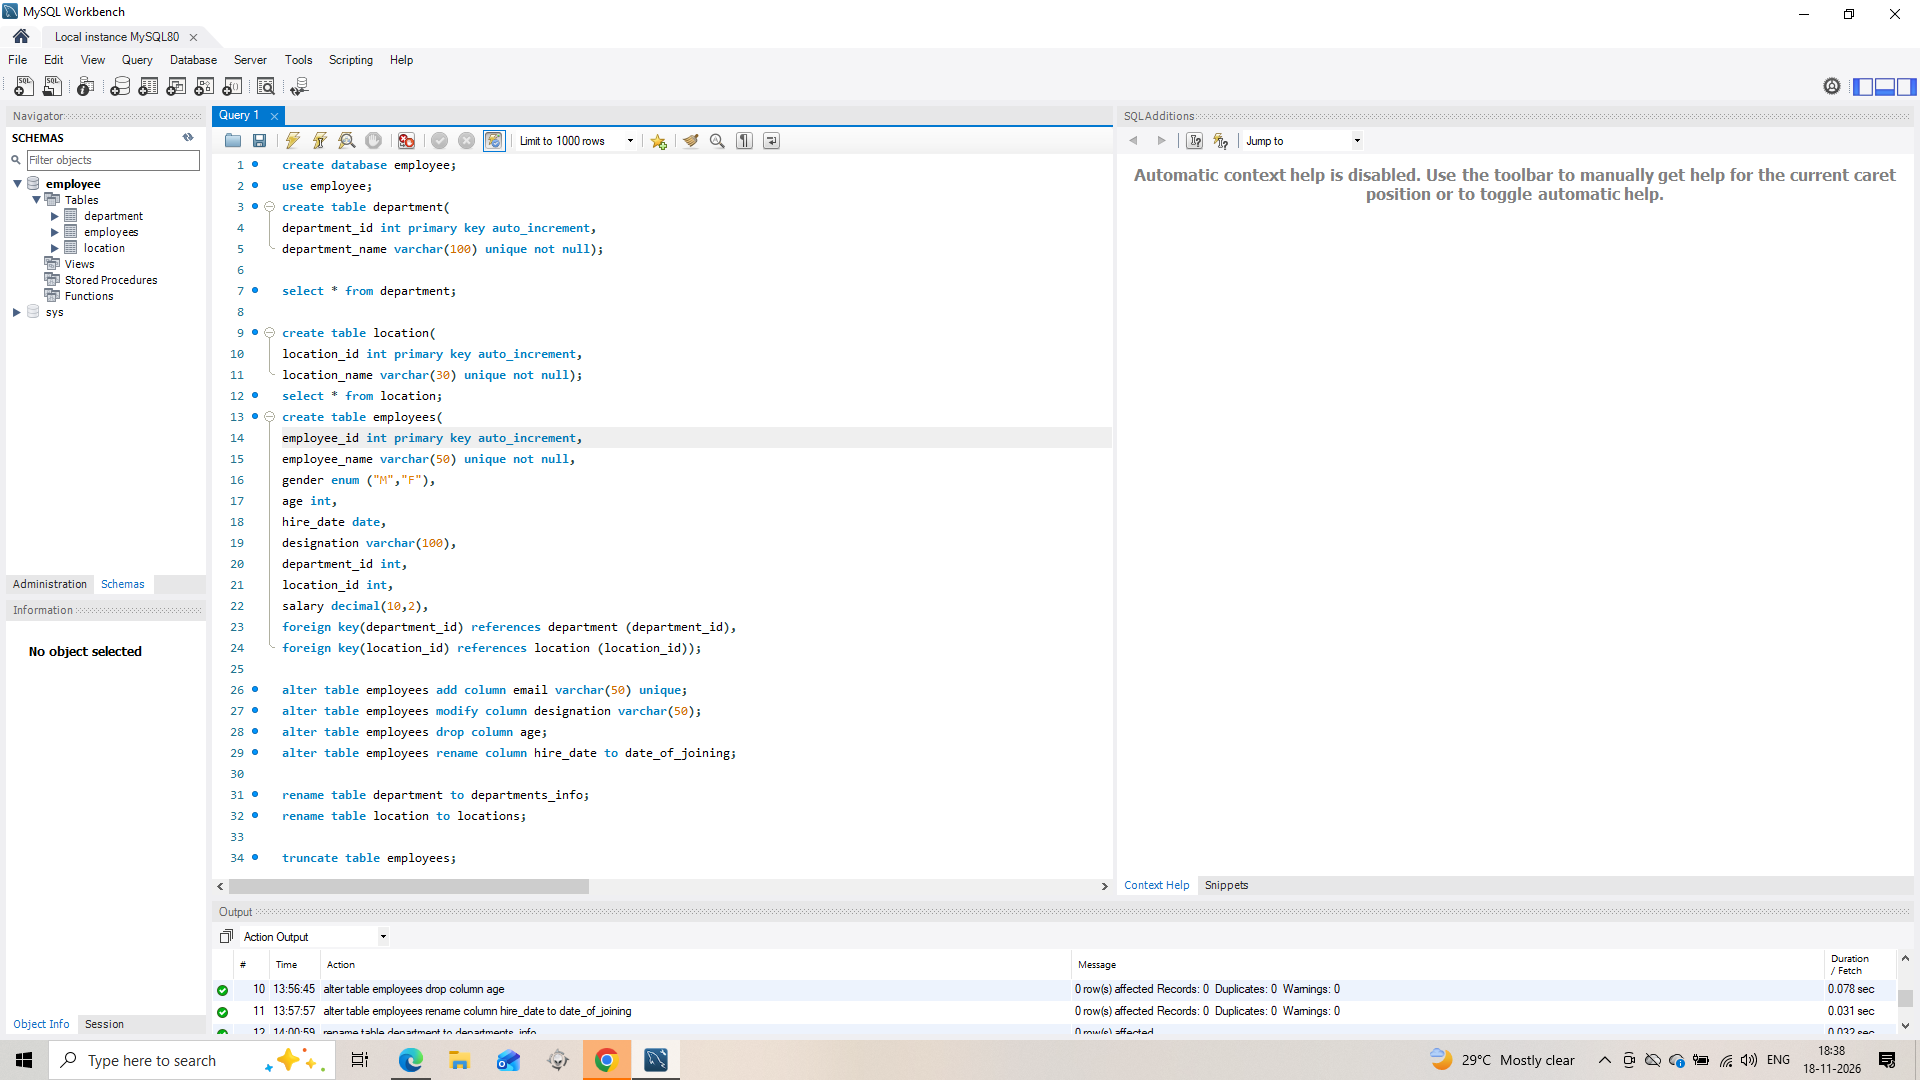 MySQL Workbench
Local instance MySQL80
File Edit View Query Database Server Tools Scripting Help
Navigator
SCHEMAS
Filter objects
employee
Tables
department
employees
location
Views
Stored Procedures
Functions
sys
Administration Schemas
Information
No object selected
Object Info Session
Query 1
Limit to 1000 rows
1 create database employee;
2 use employee;
3 create table department(
4 department_id int primary key auto_increment,
5 department_name varchar(100) unique not null);
6
7 select * from department;
8
9 create table location(
10 location_id int primary key auto_increment,
11 location_name varchar(30) unique not null);
12 select * from location;
13 create table employees(
14 employee_id int primary key auto_increment,
15 employee_name varchar(50) unique not null,
16 gender enum ("M","F"),
17 age int,
18 hire_date date,
19 designation varchar(100),
20 department_id int,
21 location_id int,
22 salary decimal(10,2),
23 foreign key(department_id) references department (department_id),
24 foreign key(location_id) references location (location_id));
25
26 alter table employees add column email varchar(50) unique;
27 alter table employees modify column designation varchar(50);
28 alter table employees drop column age;
29 alter table employees rename column hire_date to date_of_joining;
30
31 rename table department to departments_info;
32 rename table location to locations;
33
34 truncate table employees;
SQLAdditions
Jump to
Automatic context help is disabled. Use the toolbar to manually get help for the current caret
position or to toggle automatic help.
Context Help Snippets
Output
Action Output
# Time Action Message Duration / Fetch
10 13:56:45 alter table employees drop column age 0 row(s) affected Records: 0 Duplicates: 0 Warnings: 0 0.078 sec
11 13:57:57 alter table employees rename column hire_date to date_of_joining 0 row(s) affected Records: 0 Duplicates: 0 Warnings: 0 0.031 sec
12 14:00:59 rename table department to departments_info 0 row(s) affected 0.032 sec
Type here to search
29°C Mostly clear
ENG
18:38
18-11-2026